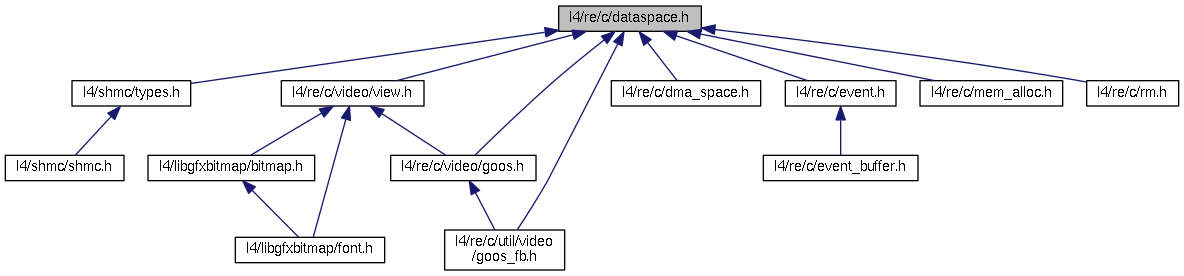 l4/re/c/dataspace.h
l4/shmc/types.h
l4/re/c/video/view.h
l4/re/c/dma_space.h
l4/re/c/event.h
l4/re/c/mem_alloc.h
l4/re/c/rm.h
l4/shmc/shmc.h
l4/libgfxbitmap/bitmap.h
l4/re/c/video/goos.h
l4/re/c/event_buffer.h
l4/libgfxbitmap/font.h
l4/re/c/util/video
/goos_fb.h